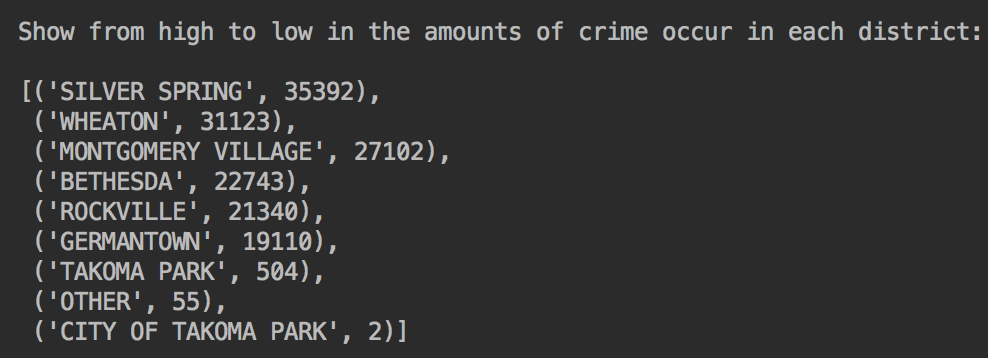 Show from high to low in the amounts of crime occur in each district:
[('SILVER SPRING', 35392),
('WHEATON', 31123),
('MONTGOMERY VILLAGE', 27102),
('BETHESDA', 22743),
('ROCKVILLE', 21340),
('GERMANTOWN', 19110),
('TAKOMA PARK', 504),
('OTHER', 55),
('CITY OF TAKOMA PARK', 2)]